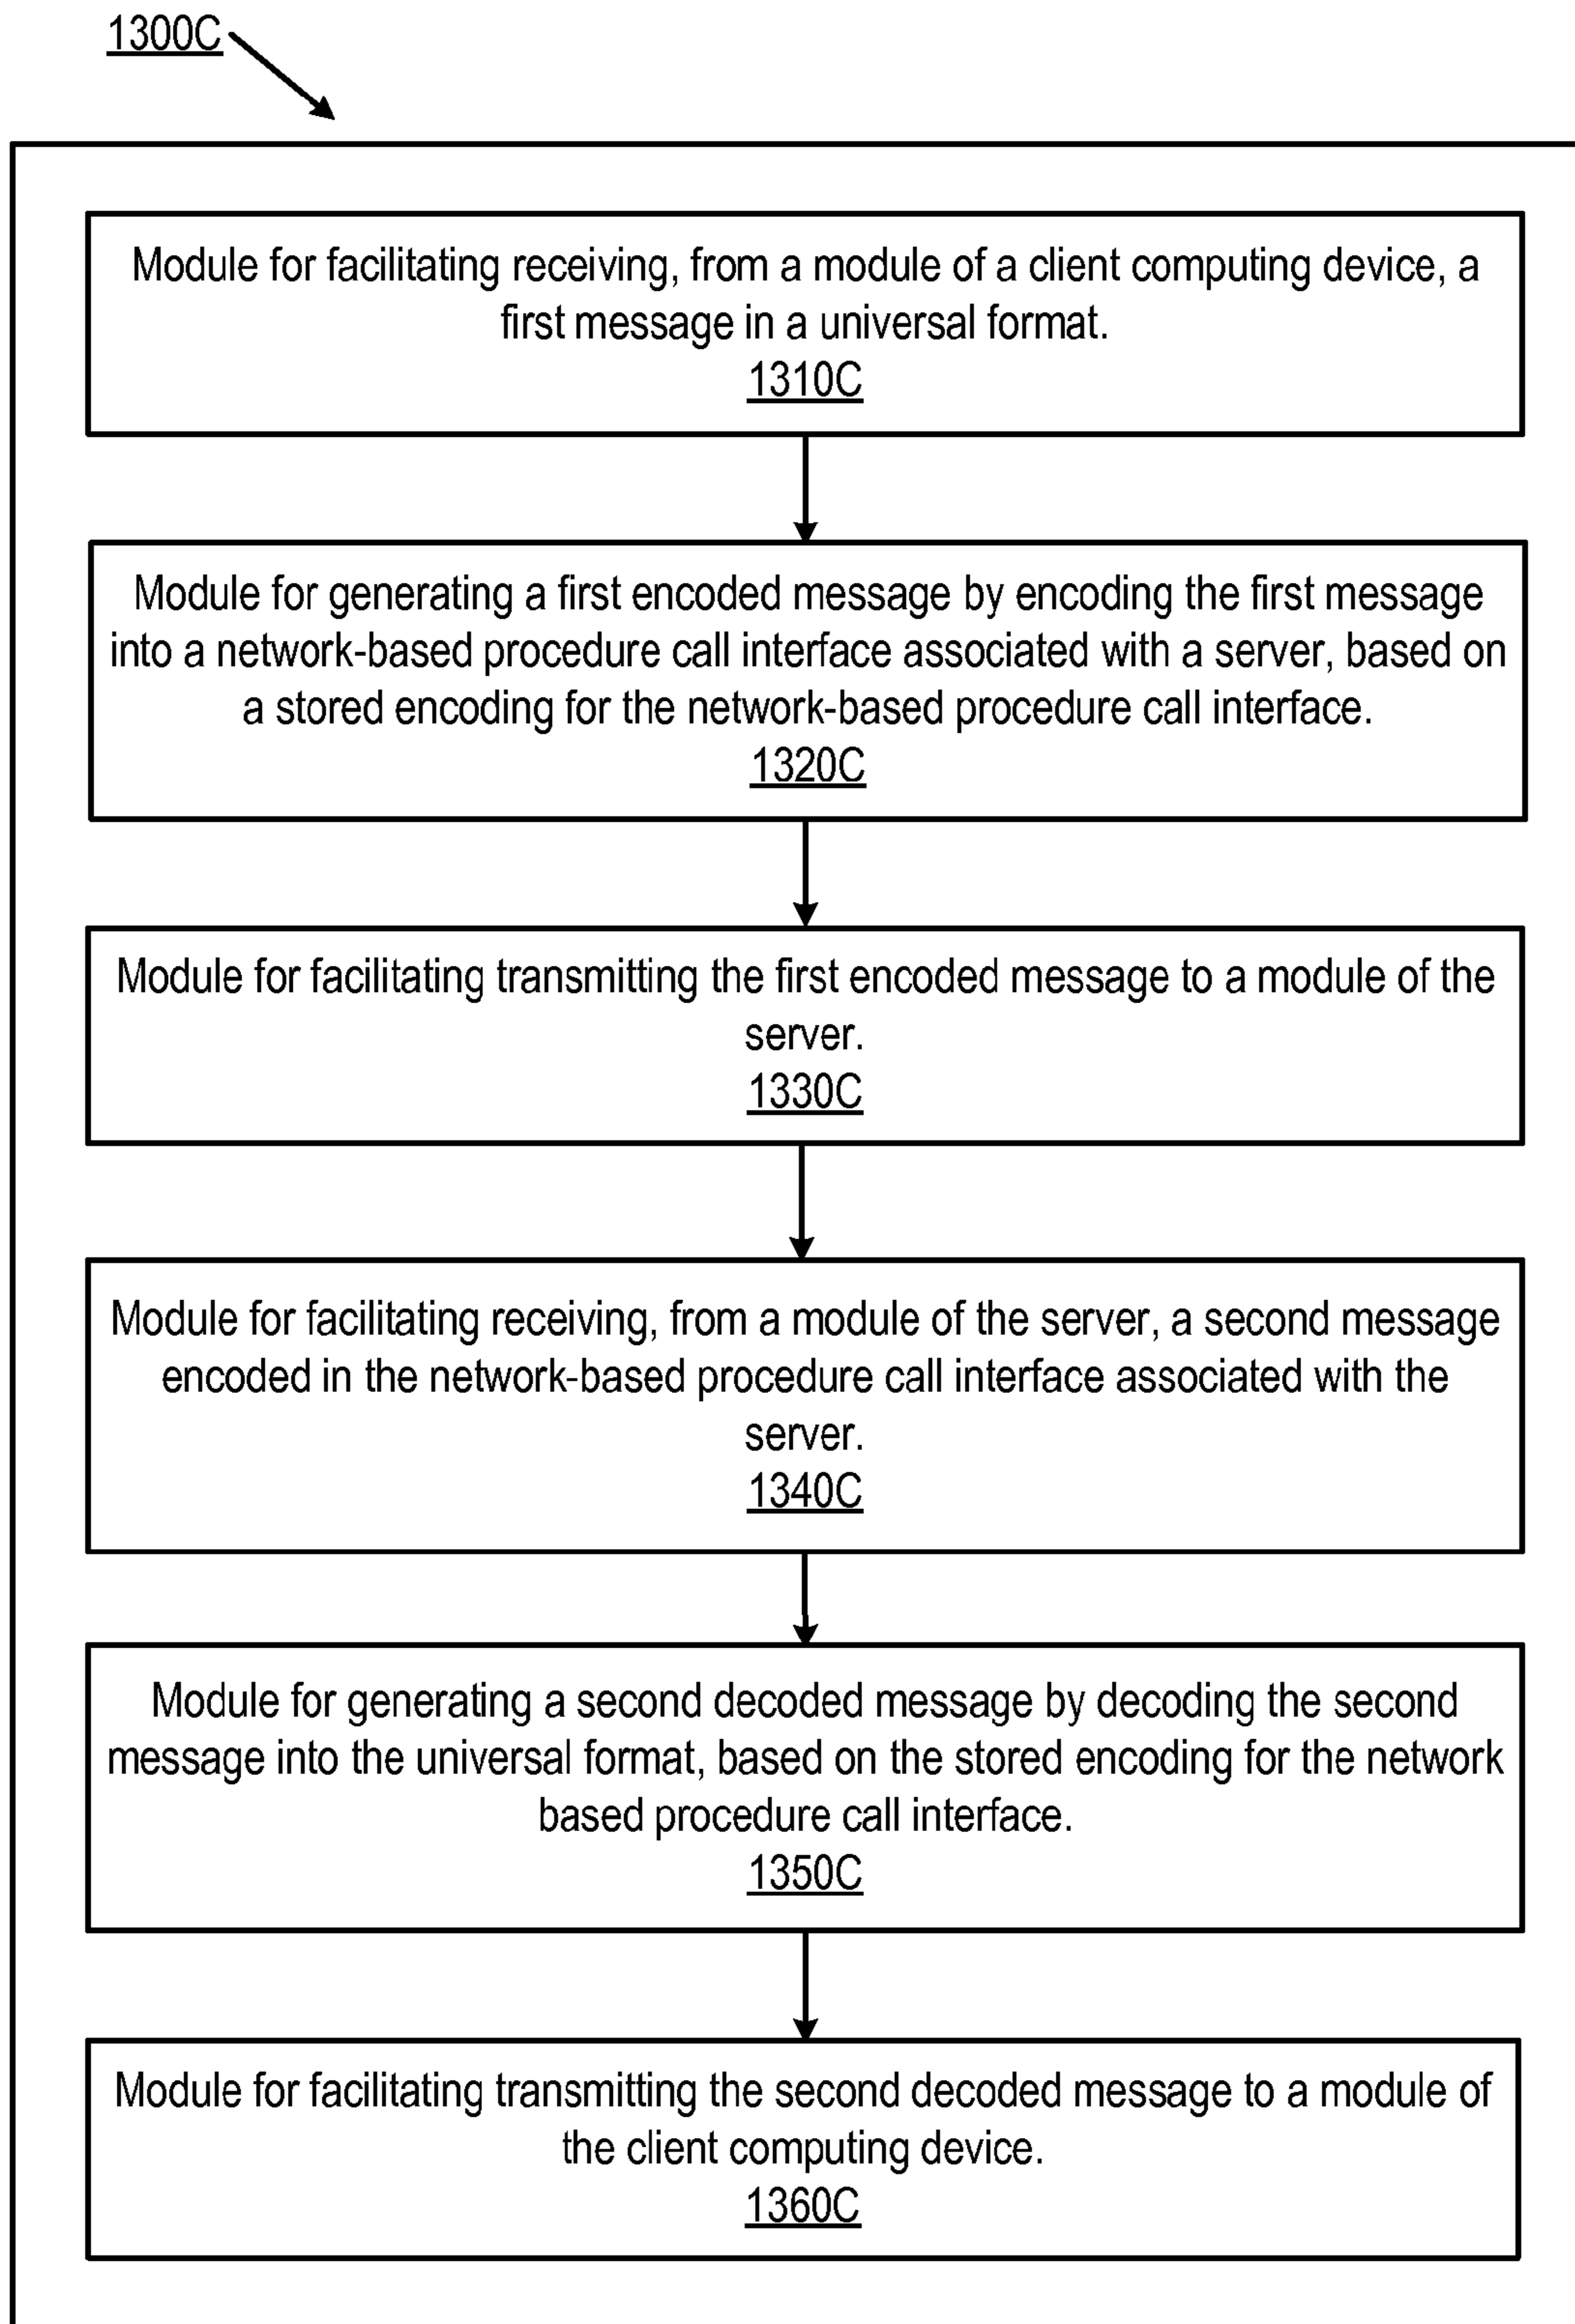 1300C
Module for facilitating receiving, from a module of a client computing device, a
first message in a universal format.
1310C
Module for generating a first encoded message by encoding the first message
into a network-based procedure call interface associated with a server, based on
a stored encoding for the network-based procedure call interface.
1320C
Module for facilitating transmitting the first encoded message to a module of the
server.
1330C
Module for facilitating receiving, from a module of the server, a second message
encoded in the network-based procedure call interface associated with the
server.
1340C
Module for generating a second decoded message by decoding the second
message into the universal format, based on the stored encoding for the network
based procedure call interface.
1350C
Module for facilitating transmitting the second decoded message to a module of
the client computing device.
1360C